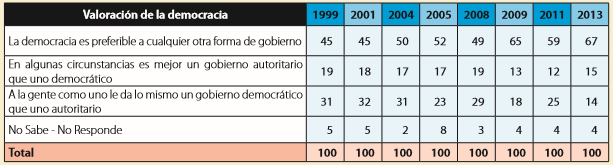 Valoración de la democracia 1999 2001 2004 2005 2008 2009 2011 2013
La democracia es preferible a cualquier otra forma de gobierno 45 45 50 52 49 65 59 67
En algunas circunstancias es mejor un gobierno autoritario
que uno democrático 19 18 17 17 19 13 12 15
A la gente como uno le da lo mismo un gobierno democrático
que uno autoritario 31 32 31 23 29 18 25 14
No Sabe - No Responde 5 5 2 8 3 4 4 4
Total 100 100 100 100 100 100 100 100